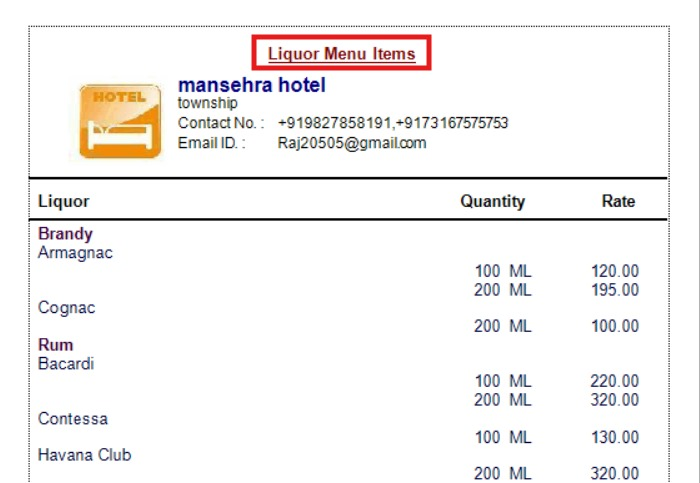 Liquor Menu Items
HOTEL
mansehra hotel
township
Contact No. : +919827858191,+9173167575753
Email ID. : Raj20505@gmail.com
Liquor Quantity Rate
Brandy
Armagnac
100 ML 120.00
200 ML 195.00
Cognac
200 ML 100.00
Rum
Bacardi
100 ML 220.00
200 ML 320.00
Contessa
100 ML 130.00
Havana Club
200 ML 320.00